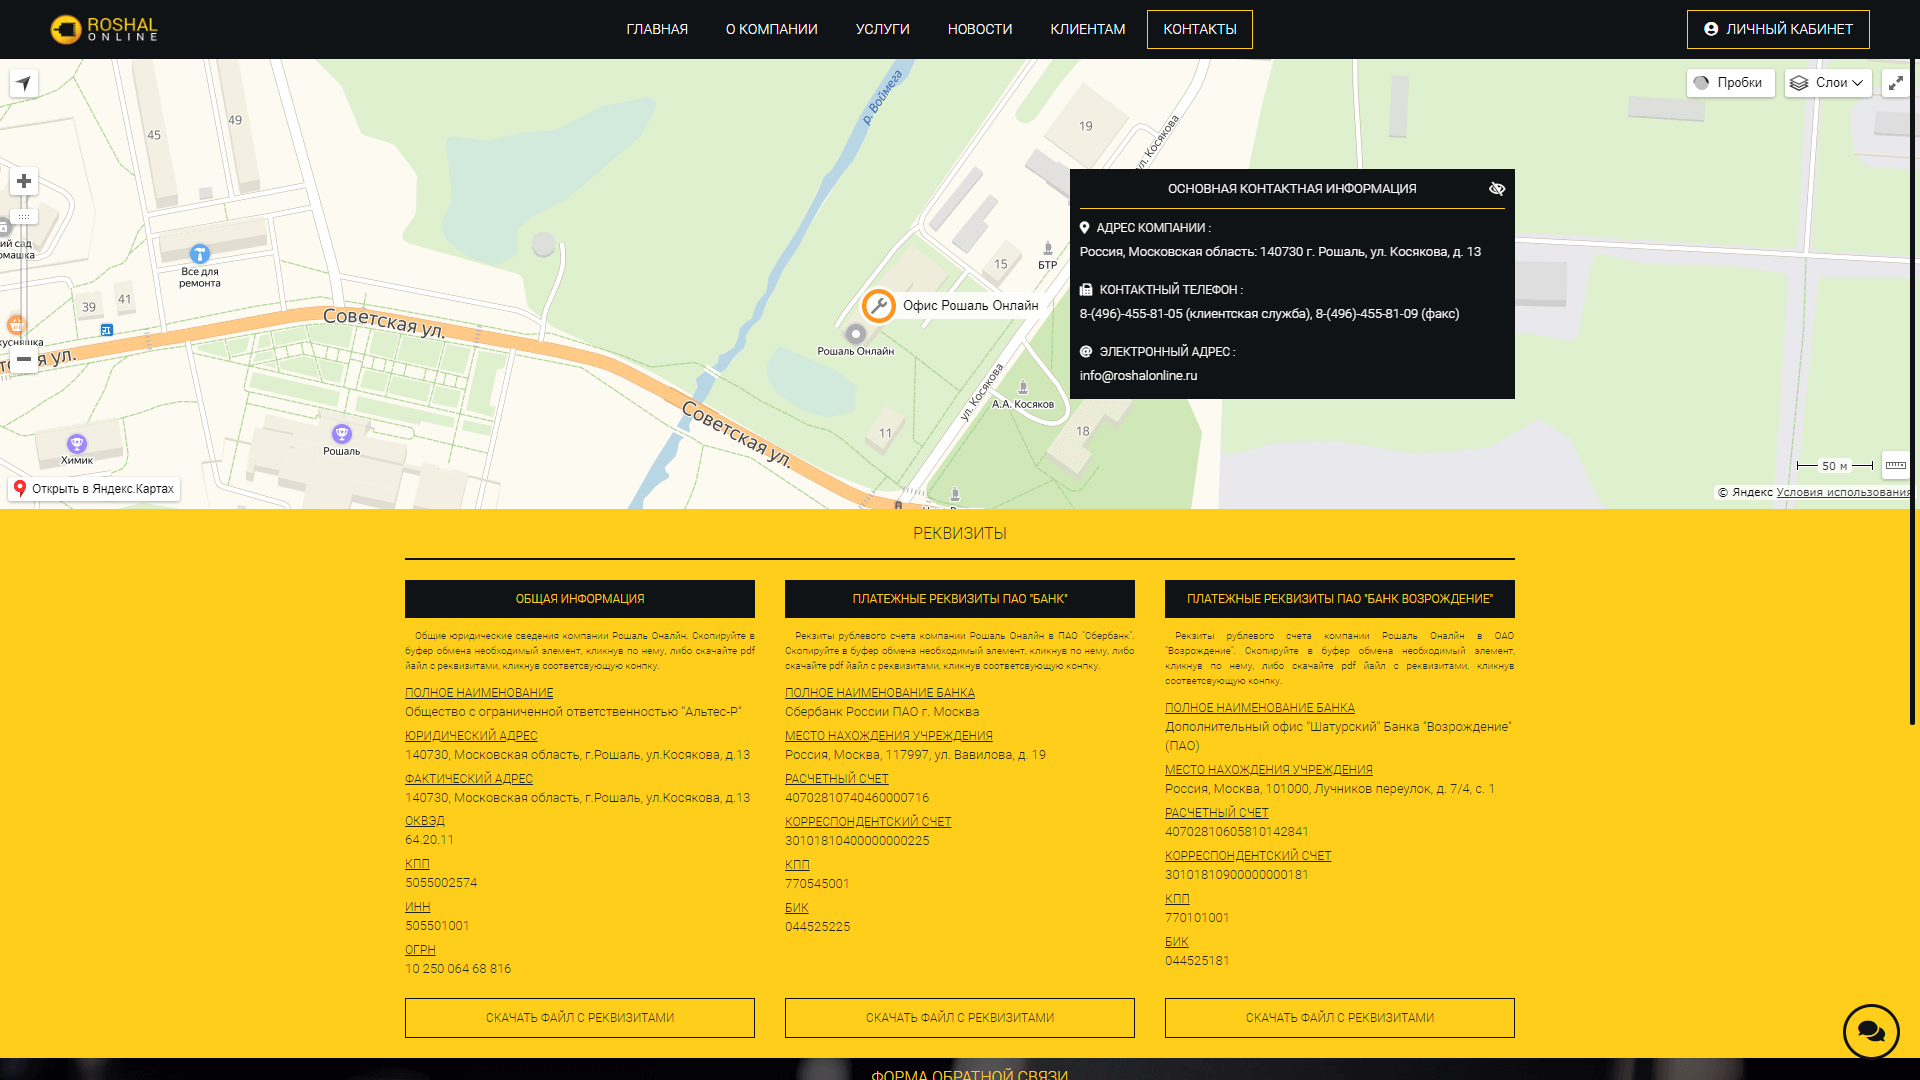 ROSHAL
ONLINE
ГЛАВНАЯ
О КОМПАНИИ
УСЛУГИ
НОВОСТИ
КЛИЕНТАМ
КОНТАКТЫ
ЛИЧНЫЙ КАБИНЕТ
Пробки
Слои
р. Воймега
45
49
19
ул. Косякова
Все для
ремонта
39
41
15
БТР
Советская ул.
Офис Рошаль Онлайн
Рошаль Онлайн
ул. Косякова
А.А. Косяков
Советская ул.
11
18
Химик
Рошаль
Открыть в Яндекс.Картах
50 м
© Яндекс Условия использования
ОСНОВНАЯ КОНТАКТНАЯ ИНФОРМАЦИЯ
АДРЕС КОМПАНИИ :
Россия, Московская область: 140730 г. Рошаль, ул. Косякова, д. 13
КОНТАКТНЫЙ ТЕЛЕФОН :
8-(496)-455-81-05 (клиентская служба), 8-(496)-455-81-09 (факс)
ЭЛЕКТРОННЫЙ АДРЕС :
info@roshalonline.ru
РЕКВИЗИТЫ
ОБЩАЯ ИНФОРМАЦИЯ
Общие юридические сведения компании Рошаль Оналйн. Скопируйте в
буфер обмена необходимый элемент, кликнув по нему, либо скачайте pdf
йайл с реквизитами, кликнув соответсвующую конпку.
ПОЛНОЕ НАИМЕНОВАНИЕ
Общество с ограниченной ответственностью "Альтес-Р"
ЮРИДИЧЕСКИЙ АДРЕС
140730, Московская область, г.Рошаль, ул.Косякова, д.13
ФАКТИЧЕСКИЙ АДРЕС
140730, Московская область, г.Рошаль, ул.Косякова, д.13
ОКВЭД
64.20.11
КПП
5055002574
ИНН
505501001
ОГРН
10 250 064 68 816
СКАЧАТЬ ФАЙЛ С РЕКВИЗИТАМИ
ПЛАТЕЖНЫЕ РЕКВИЗИТЫ ПАО "БАНК"
Рекзиты рублевого счета компании Рошаль Оналйн в ПАО "Сбербанк".
Скопируйте в буфер обмена необходимый элемент, кликнув по нему, либо
скачайте pdf йайл с реквизитами, кликнув соответсвующую конпку.
ПОЛНОЕ НАИМЕНОВАНИЕ БАНКА
Сбербанк России ПАО г. Москва
МЕСТО НАХОЖДЕНИЯ УЧРЕЖДЕНИЯ
Россия, Москва, 117997, ул. Вавилова, д. 19
РАСЧЕТНЫЙ СЧЕТ
40702810740460000716
КОРРЕСПОНДЕНТСКИЙ СЧЕТ
30101810400000000225
КПП
770545001
БИК
044525225
СКАЧАТЬ ФАЙЛ С РЕКВИЗИТАМИ
ПЛАТЕЖНЫЕ РЕКВИЗИТЫ ПАО "БАНК ВОЗРОЖДЕНИЕ"
Рекзиты рублевого счета компании Рошаль Оналйн в ОАО
"Возрождение". Скопируйте в буфер обмена необходимый элемент,
кликнув по нему, либо скачайте pdf йайл с реквизитами, кликнув
соответсвующую конпку.
ПОЛНОЕ НАИМЕНОВАНИЕ БАНКА
Дополнительный офис "Шатурский" Банка "Возрождение"
(ПАО)
МЕСТО НАХОЖДЕНИЯ УЧРЕЖДЕНИЯ
Россия, Москва, 101000, Лучников переулок, д. 7/4, с. 1
РАСЧЕТНЫЙ СЧЕТ
40702810605810142841
КОРРЕСПОНДЕНТСКИЙ СЧЕТ
30101810900000000181
КПП
770101001
БИК
044525181
СКАЧАТЬ ФАЙЛ С РЕКВИЗИТАМИ
ФОРМА ОБРАТНОЙ СВЯЗИ